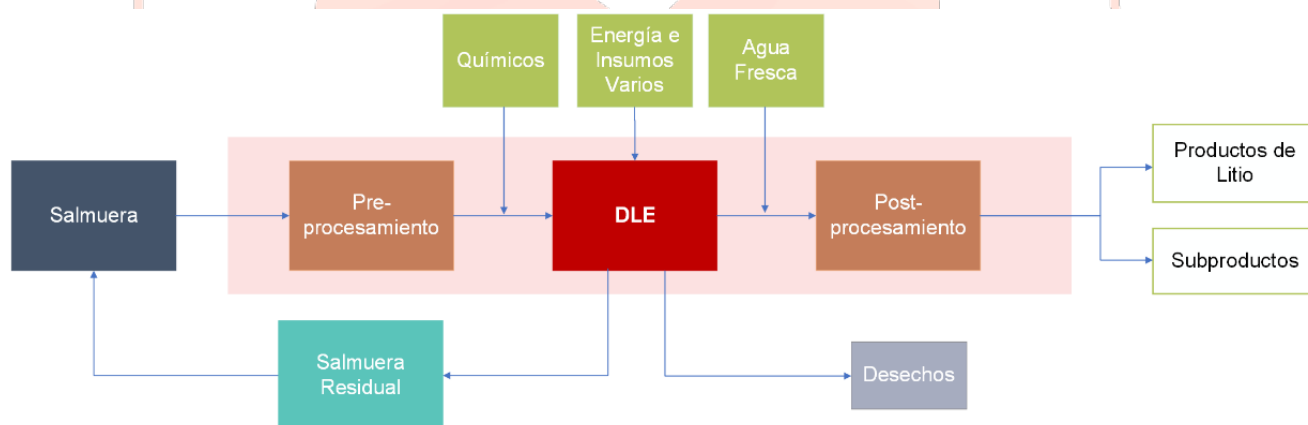 Químicos
Energía e
Insumos
Varios
Agua
Fresca
Salmuera
Pre-
procesamiento
DLE
Post-
procesamiento
Productos de
Litio
Subproductos
Salmuera
Residual
Desechos